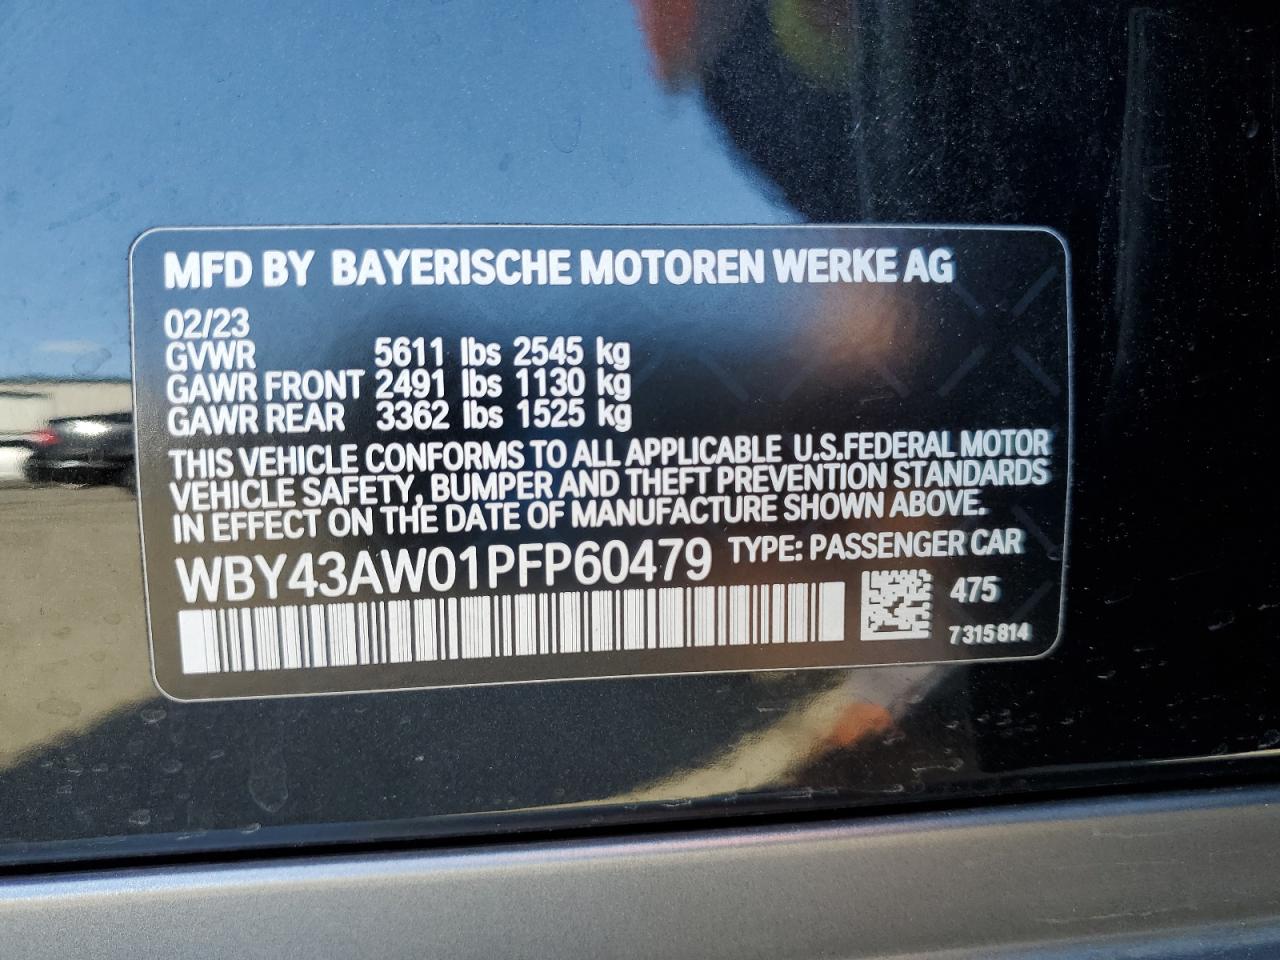 MFD BY BAYERISCHE MOTOREN WERKE AG
02/23
GVWR 5611 lbs 2545 kg
GAWR FRONT 2491 lbs 1130 kg
GAWR REAR 3362 lbs 1525 kg
THIS VEHICLE CONFORMS TO ALL APPLICABLE U.S.FEDERAL MOTOR
VEHICLE SAFETY, BUMPER AND THEFT PREVENTION STANDARDS
IN EFFECT ON THE DATE OF MANUFACTURE SHOWN ABOVE.
WBY43AW01PFP60479 TYPE: PASSENGER CAR
475
7315814